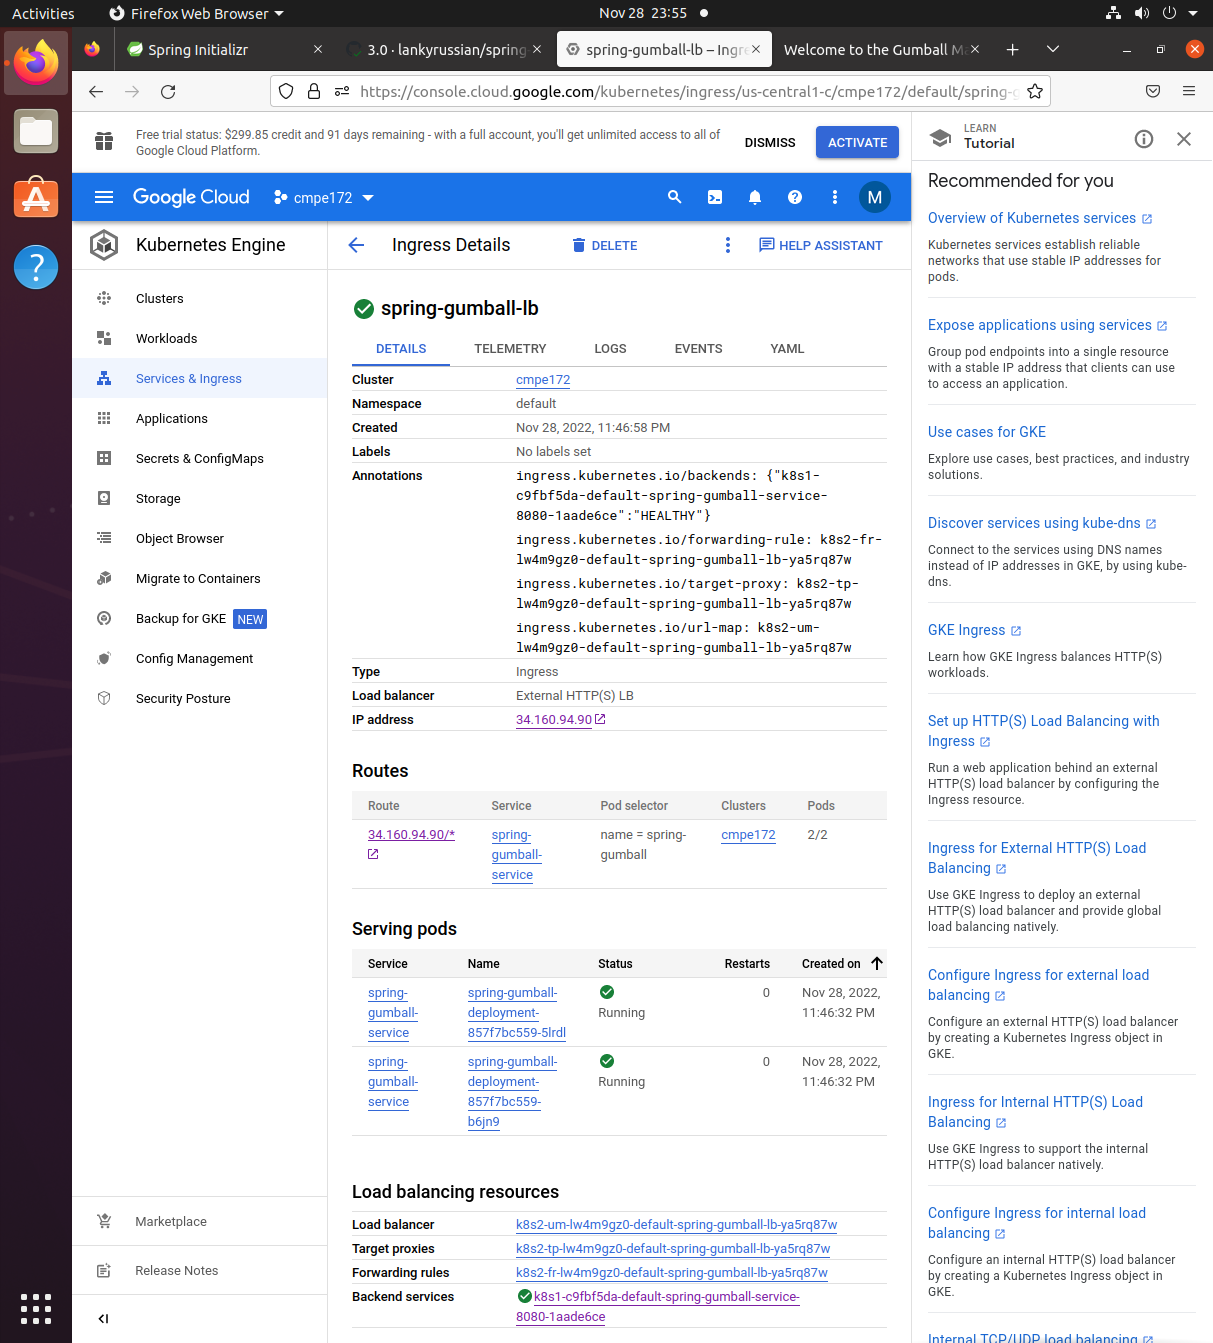 Activities
Firefox Web Browser
Nov 28 23:55
Spring Initializr
3.0 · lankyrussian/spring-
spring-gumball-lb – Ingre
Welcome to the Gumball Ma
https://console.cloud.google.com/kubernetes/ingress/us-central1-c/cmpe172/default/spring-g
Free trial status: $299.85 credit and 91 days remaining - with a full account, you'll get unlimited access to all of
Google Cloud Platform.
DISMISS
ACTIVATE
Google Cloud
cmpe172
M
Kubernetes Engine
Clusters
Workloads
Services & Ingress
Applications
Secrets & ConfigMaps
Storage
Object Browser
Migrate to Containers
Backup for GKE NEW
Config Management
Security Posture
Marketplace
Release Notes
Ingress Details
DELETE
HELP ASSISTANT
spring-gumball-lb
DETAILS
TELEMETRY
LOGS
EVENTS
YAML
Cluster cmpe172
Namespace default
Created Nov 28, 2022, 11:46:58 PM
Labels No labels set
Annotations ingress.kubernetes.io/backends: {"k8s1-
c9fbf5da-default-spring-gumball-service-
8080-1aade6ce":"HEALTHY"}
ingress.kubernetes.io/forwarding-rule: k8s2-fr-
lw4m9gz0-default-spring-gumball-lb-ya5rq87w
ingress.kubernetes.io/target-proxy: k8s2-tp-
lw4m9gz0-default-spring-gumball-lb-ya5rq87w
ingress.kubernetes.io/url-map: k8s2-um-
lw4m9gz0-default-spring-gumball-lb-ya5rq87w
Type Ingress
Load balancer External HTTP(S) LB
IP address 34.160.94.90
Routes
Route Service Pod selector Clusters Pods
34.160.94.90/* spring- name = spring- cmpe172 2/2
gumball- gumball
service
Serving pods
Service Name Status Restarts Created on
spring- spring-gumball- 0 Nov 28, 2022,
gumball- deployment- Running 11:46:32 PM
service 857f7bc559-5lrdl
spring- spring-gumball- 0 Nov 28, 2022,
gumball- deployment- Running 11:46:32 PM
service 857f7bc559-
b6jn9
Load balancing resources
Load balancer k8s2-um-lw4m9gz0-default-spring-gumball-lb-ya5rq87w
Target proxies k8s2-tp-lw4m9gz0-default-spring-gumball-lb-ya5rq87w
Forwarding rules k8s2-fr-lw4m9gz0-default-spring-gumball-lb-ya5rq87w
Backend services k8s1-c9fbf5da-default-spring-gumball-service-
8080-1aade6ce
LEARN
Tutorial
Recommended for you
Overview of Kubernetes services
Kubernetes services establish reliable
networks that use stable IP addresses for
pods.
Expose applications using services
Group pod endpoints into a single resource
with a stable IP address that clients can use
to access an application.
Use cases for GKE
Explore use cases, best practices, and industry
solutions.
Discover services using kube-dns
Connect to the services using DNS names
instead of IP addresses in GKE, by using kube-
dns.
GKE Ingress
Learn how GKE Ingress balances HTTP(S)
workloads.
Set up HTTP(S) Load Balancing with
Ingress
Run a web application behind an external
HTTP(S) load balancer by configuring the
Ingress resource.
Ingress for External HTTP(S) Load
Balancing
Use GKE Ingress to deploy an external
HTTP(S) load balancer and provide global
load balancing natively.
Configure Ingress for external load
balancing
Configure an external HTTP(S) load balancer
by creating a Kubernetes Ingress object in
GKE.
Ingress for Internal HTTP(S) Load
Balancing
Use GKE Ingress to support the internal
HTTP(S) load balancer natively.
Configure Ingress for internal load
balancing
Configure an internal HTTP(S) load balancer
by creating a Kubernetes Ingress object in
GKE.
Internal TCP/UDP load balancing